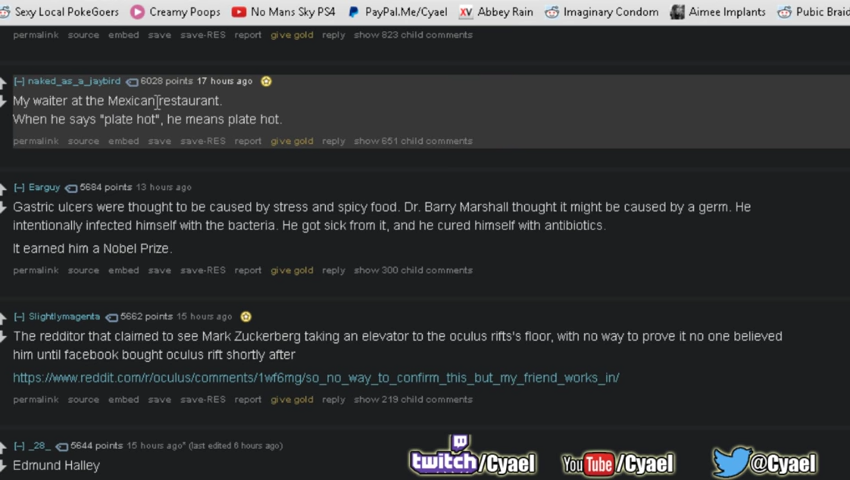 Sexy Local PokeGoers Creamy Poops No Mans Sky PS4 PayPal.Me/Cyael XV Abbey Rain Imaginary Condom Aimee Implants Pubic Braid
permalink source embed save save-RES report give gold reply show 823 child comments
[–] naked_as_a_jaybird 6028 points 17 hours ago
My waiter at the Mexican restaurant.
When he says "plate hot", he means plate hot.
permalink source embed save save-RES report give gold reply show 651 child comments
[–] Earguy 5684 points 13 hours ago
Gastric ulcers were thought to be caused by stress and spicy food. Dr. Barry Marshall thought it might be caused by a germ. He
intentionally infected himself with the bacteria. He got sick from it, and he cured himself with antibiotics.
It earned him a Nobel Prize.
permalink source embed save save-RES report give gold reply show 300 child comments
[–] Slightlymagenta 5662 points 15 hours ago
The redditor that claimed to see Mark Zuckerberg taking an elevator to the oculus rifts's floor, with no way to prove it no one believed
him until facebook bought oculus rift shortly after
https://www.reddit.com/r/oculus/comments/1wf6mg/so_no_way_to_confirm_this_but_my_friend_works_in/
permalink source embed save save-RES report give gold reply show 219 child comments
[–] _28_ 5644 points 15 hours ago* (last edited 6 hours ago)
Edmund Halley
twitch/Cyael YouTube/Cyael @Cyael